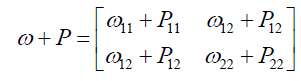 ω + P = [ ω₁₁ + P₁₁ ω₁₂ + P₁₂
ω₁₂ + P₁₂ ω₂₂ + P₂₂ ]